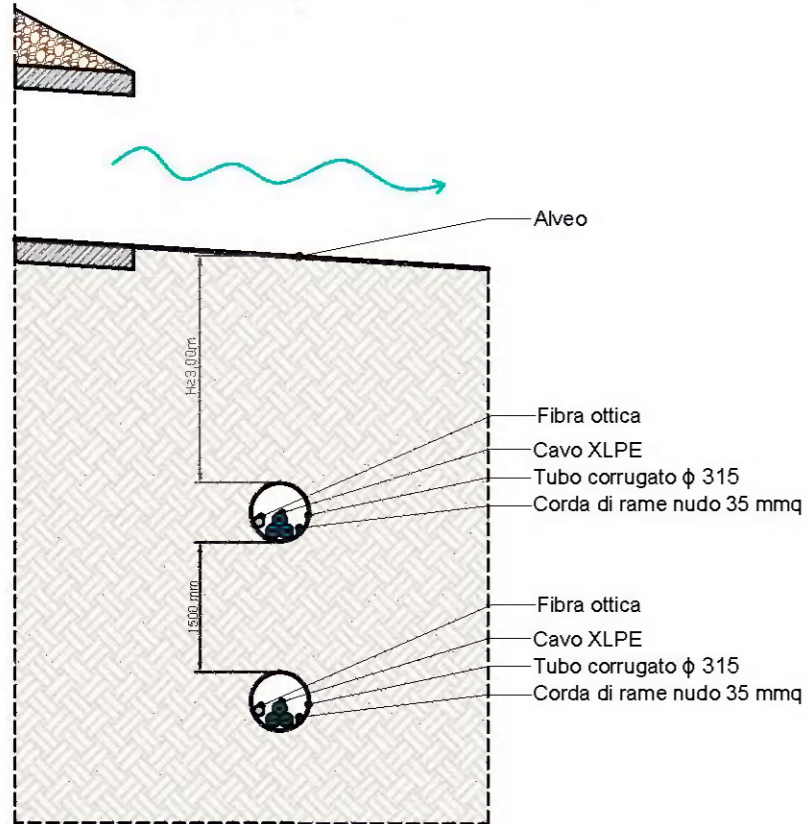 Alveo
H≥3,00m
Fibra ottica
Cavo XLPE
Tubo corrugato ϕ 315
Corda di rame nudo 35 mmq
1500 mm
Fibra ottica
Cavo XLPE
Tubo corrugato ϕ 315
Corda di rame nudo 35 mmq